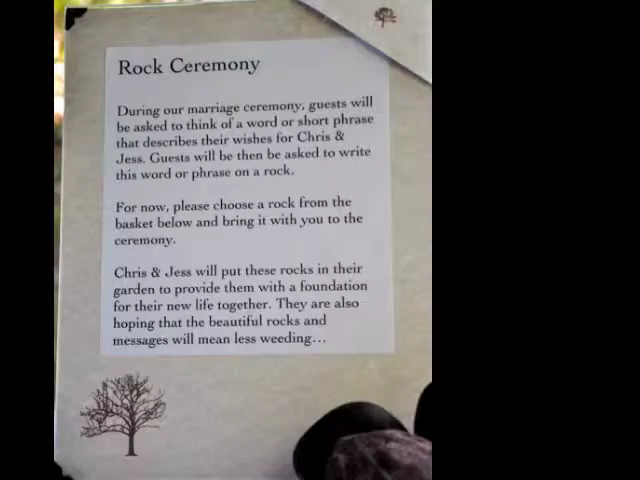 Rock Ceremony
During our marriage ceremony, guests will
be asked to think of a word or short phrase
that describes their wishes for Chris &
Jess. Guests will be then be asked to write
this word or phrase on a rock.
For now, please choose a rock from the
basket below and bring it with you to the
ceremony.
Chris & Jess will put these rocks in their
garden to provide them with a foundation
for their new life together. They are also
hoping that the beautiful rocks and
messages will mean less weeding…